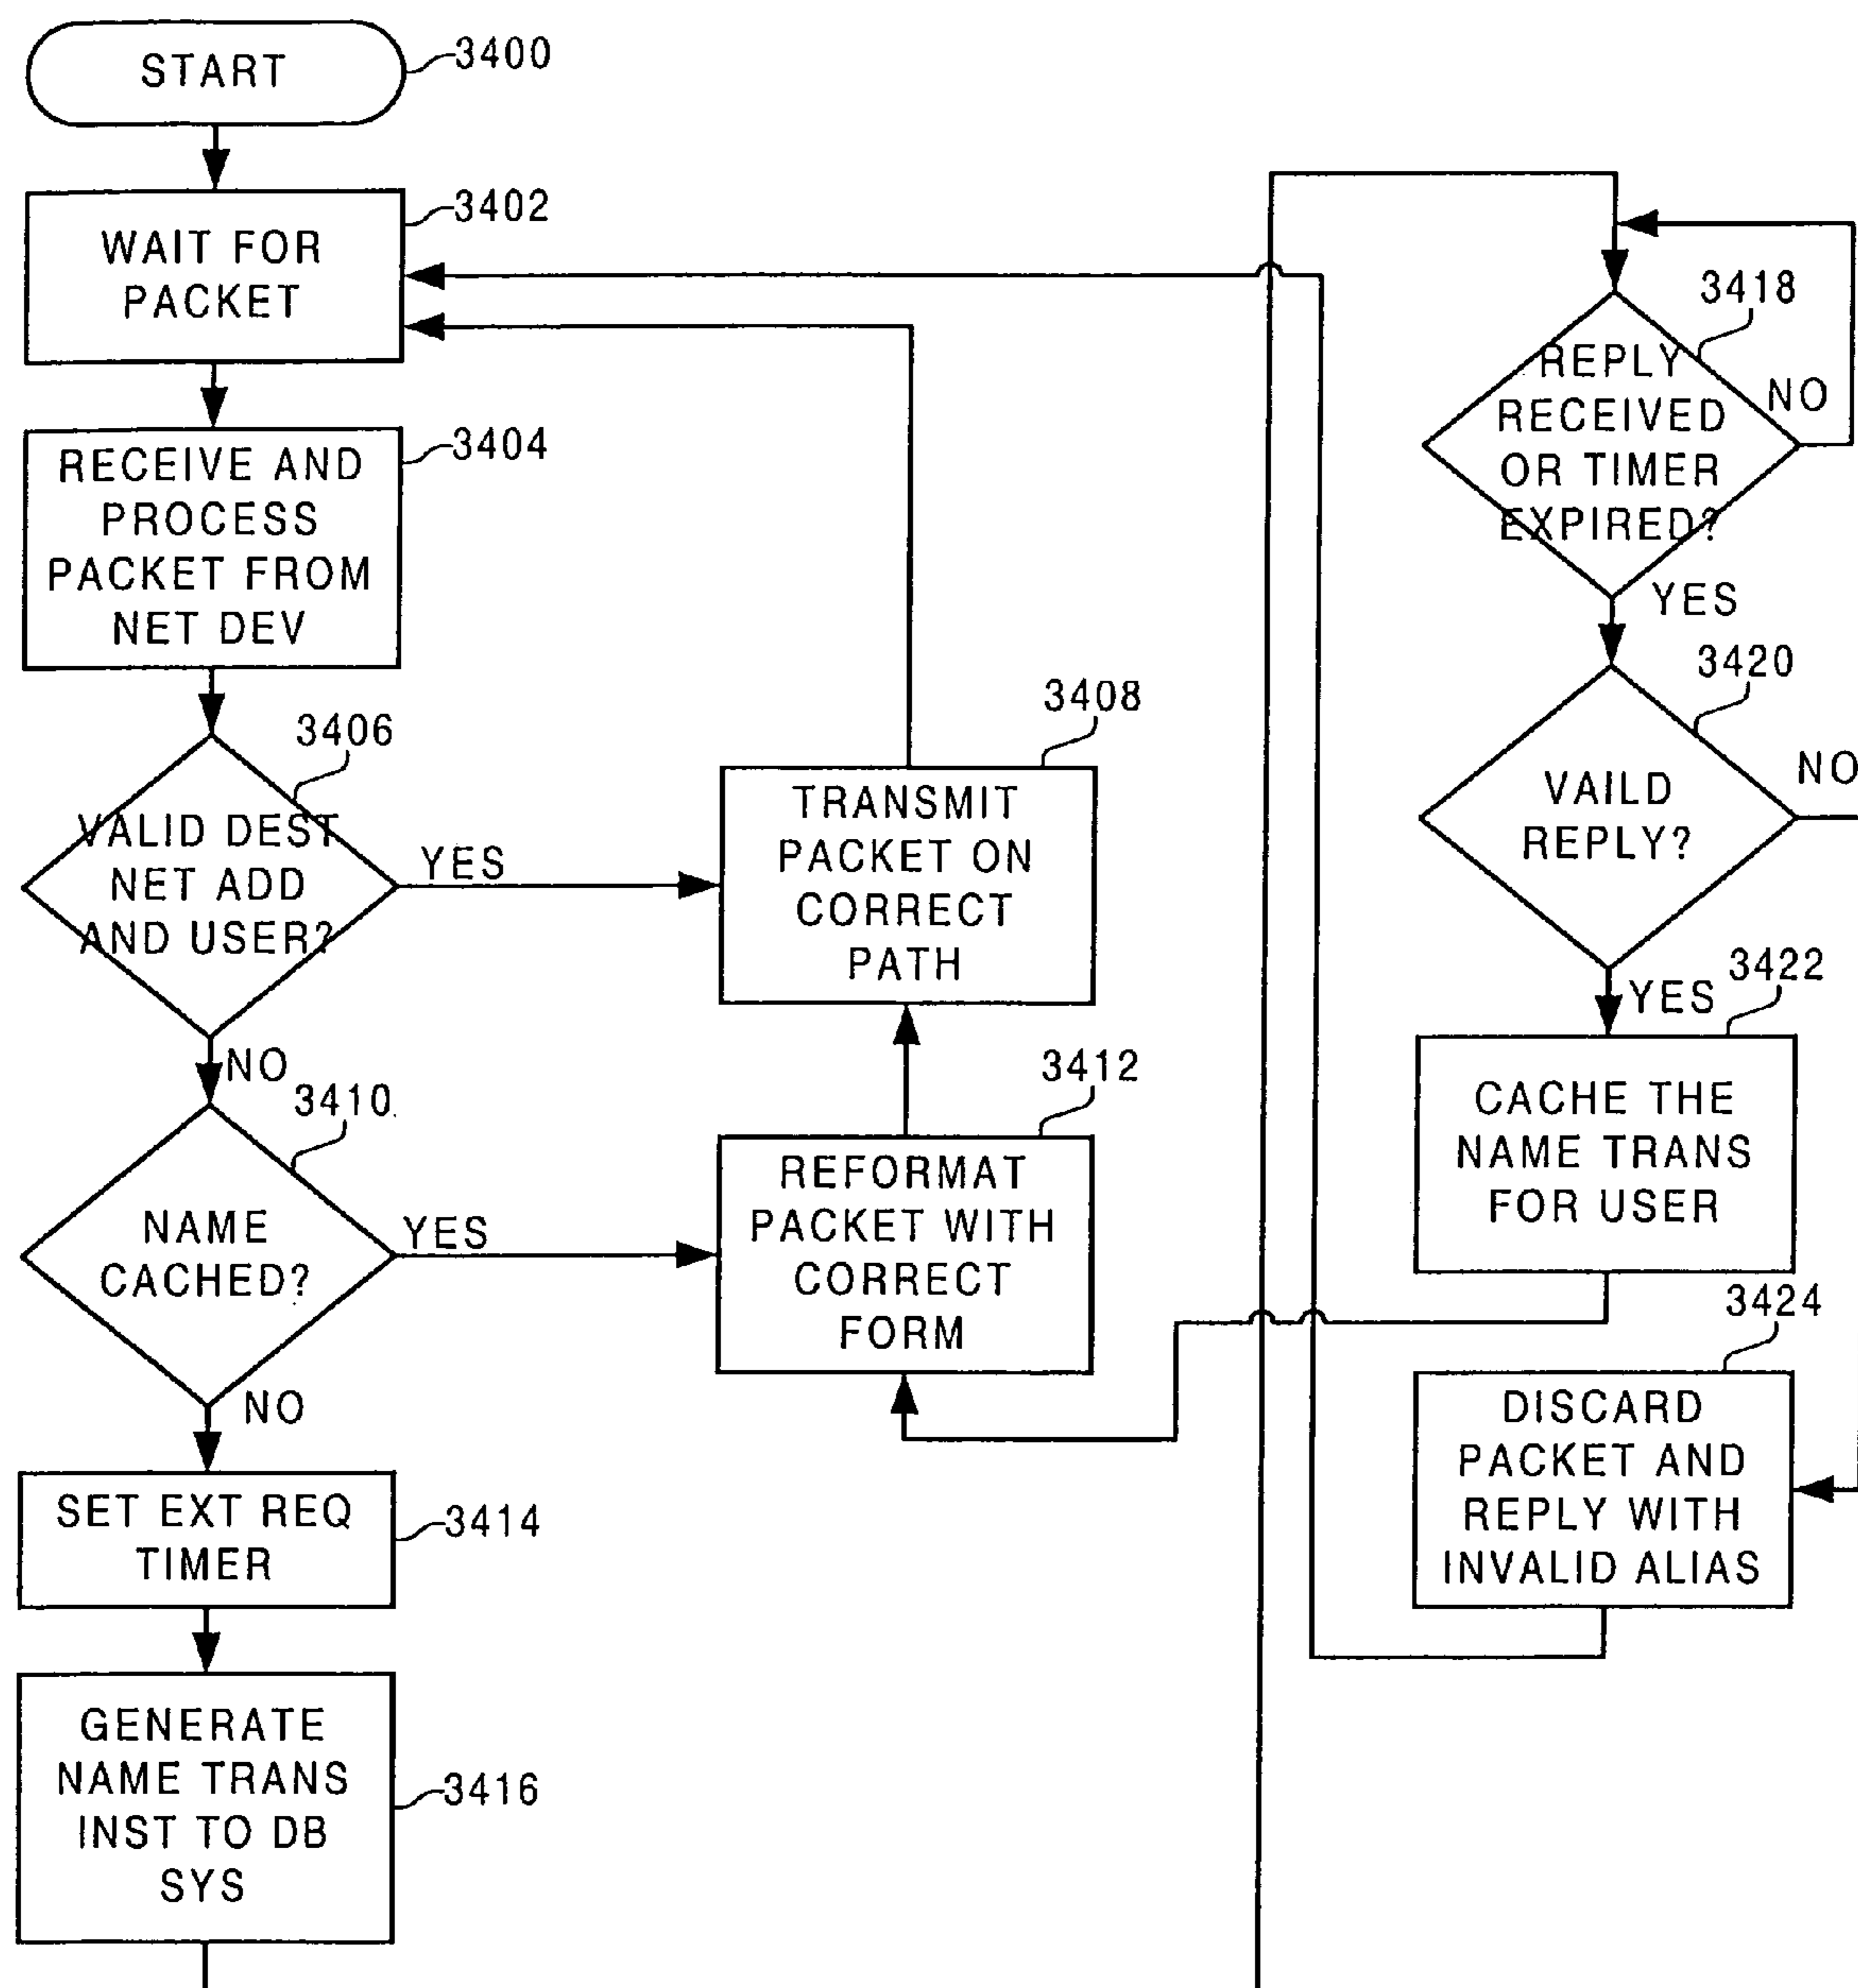 START
3400
3402
WAIT FOR
PACKET
3404
RECEIVE AND
PROCESS
PACKET FROM
NET DEV
3406
VALID DEST
NET ADD
AND USER?
YES
NO
3408
TRANSMIT
PACKET ON
CORRECT
PATH
3410
NAME
CACHED?
YES
NO
3412
REFORMAT
PACKET WITH
CORRECT
FORM
SET EXT REQ
TIMER
3414
GENERATE
NAME TRANS
INST TO DB
SYS
3416
3418
REPLY
RECEIVED
OR TIMER
EXPIRED?
NO
YES
3420
VAILD
REPLY?
NO
YES
3422
CACHE THE
NAME TRANS
FOR USER
3424
DISCARD
PACKET AND
REPLY WITH
INVALID ALIAS